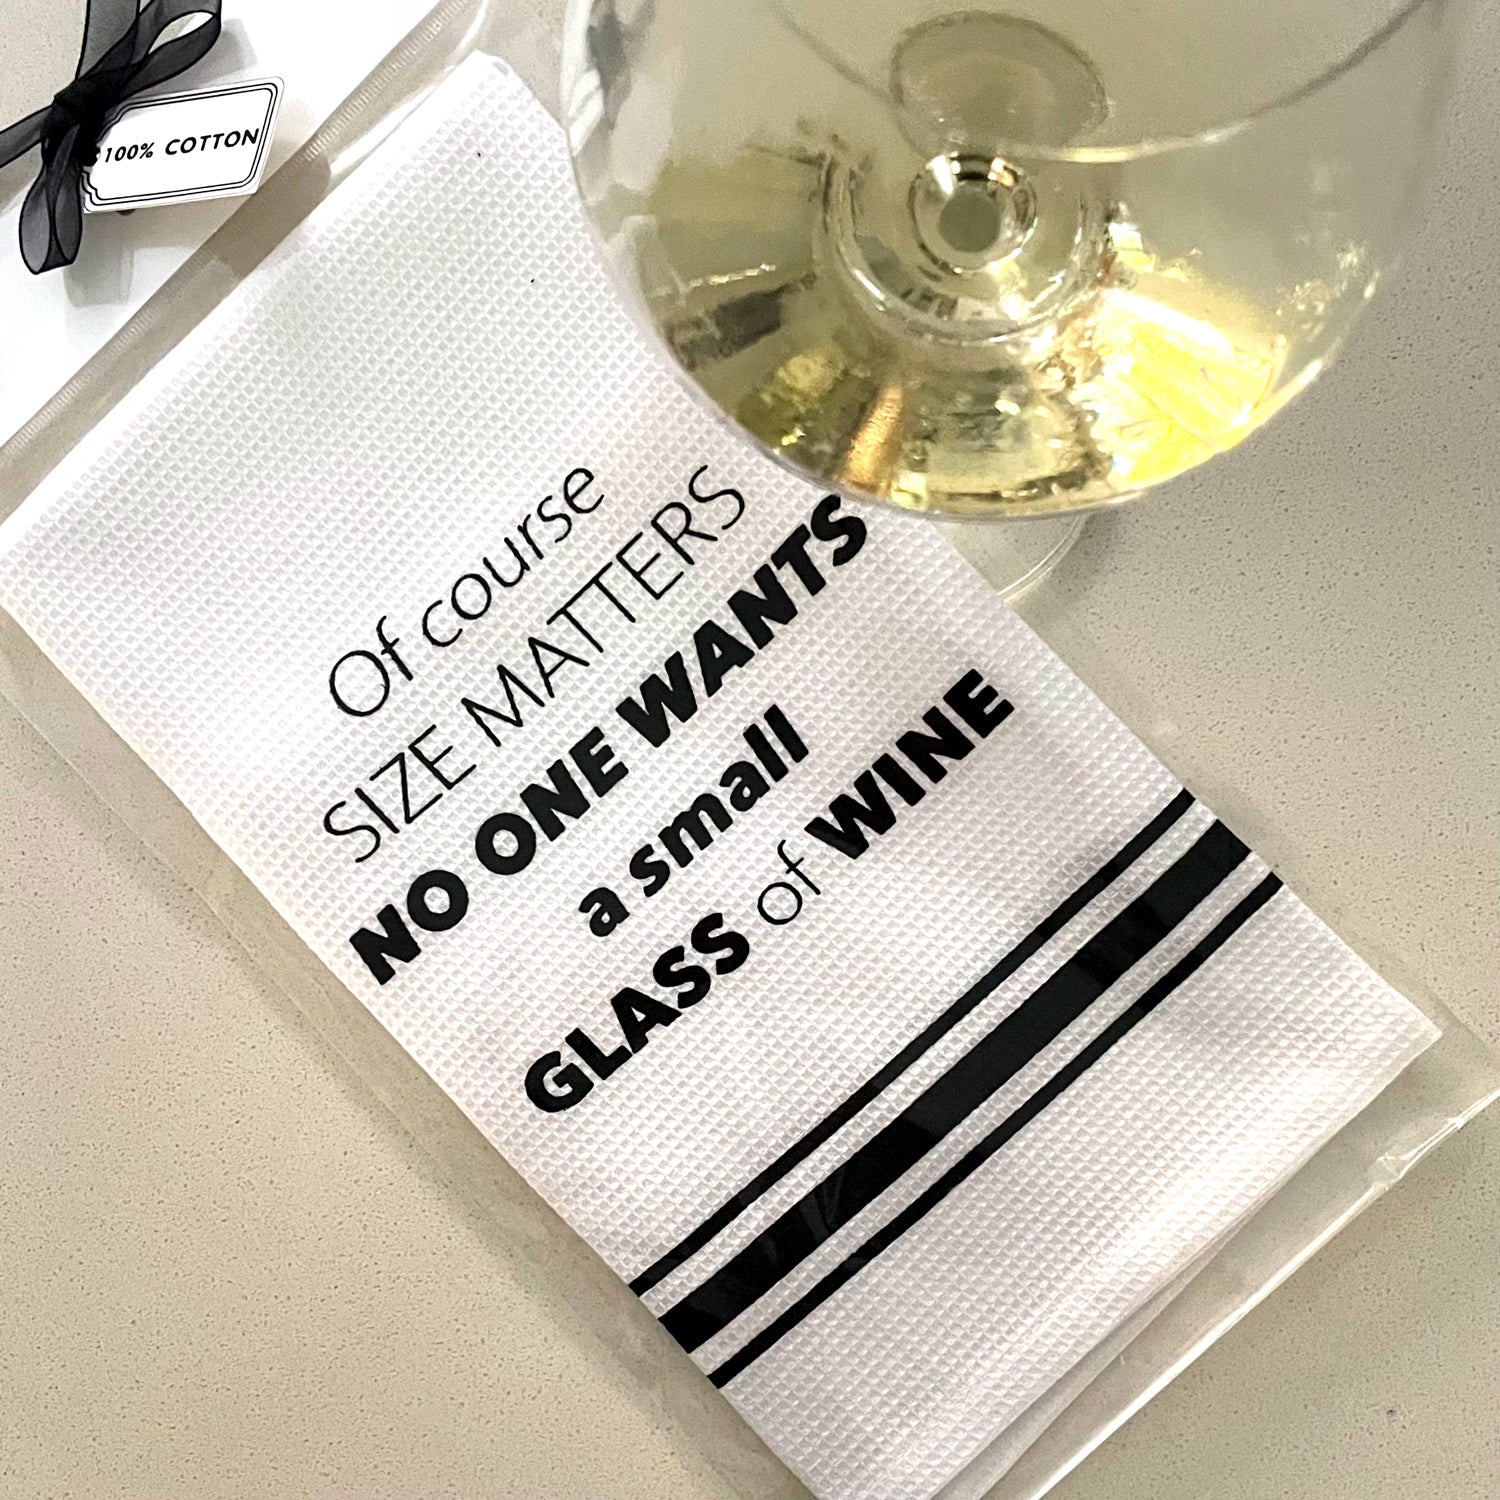 100% COTTON
Of course
SIZE MATTERS
NO ONE WANTS
a small
GLASS of WINE